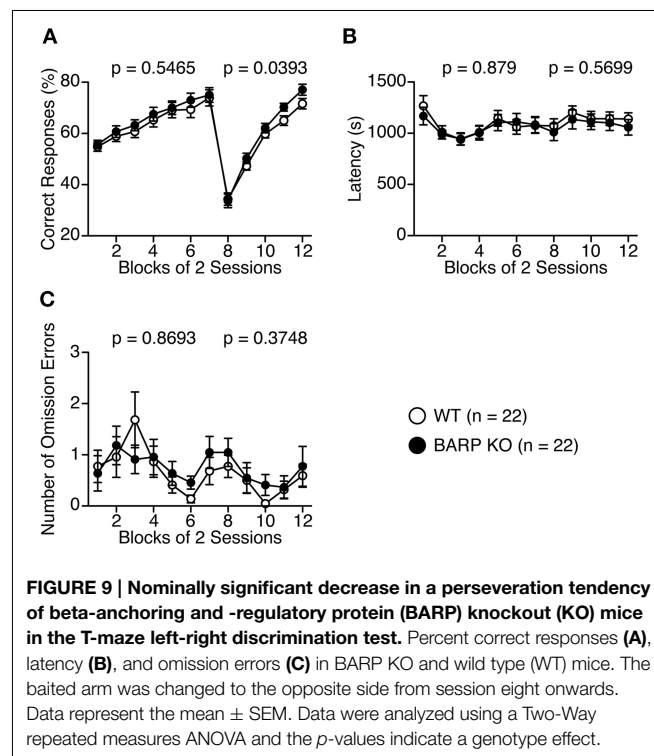 A
p = 0.5465 p = 0.0393
Correct Responses (%)
80
60
40
20
2 4 6 8 10 12
Blocks of 2 Sessions
B
p = 0.879 p = 0.5699
Latency (s)
1500
1000
500
0
2 4 6 8 10 12
Blocks of 2 Sessions
C
p = 0.8693 p = 0.3748
Number of Omission Errors
3
2
1
0
2 4 6 8 10 12
Blocks of 2 Sessions
WT (n = 22)
BARP KO (n = 22)
FIGURE 9 | Nominally significant decrease in a perseveration tendency
of beta-anchoring and -regulatory protein (BARP) knockout (KO) mice
in the T-maze left-right discrimination test. Percent correct responses (A),
latency (B), and omission errors (C) in BARP KO and wild type (WT) mice. The
baited arm was changed to the opposite side from session eight onwards.
Data represent the mean ± SEM. Data were analyzed using a Two-Way
repeated measures ANOVA and the p-values indicate a genotype effect.